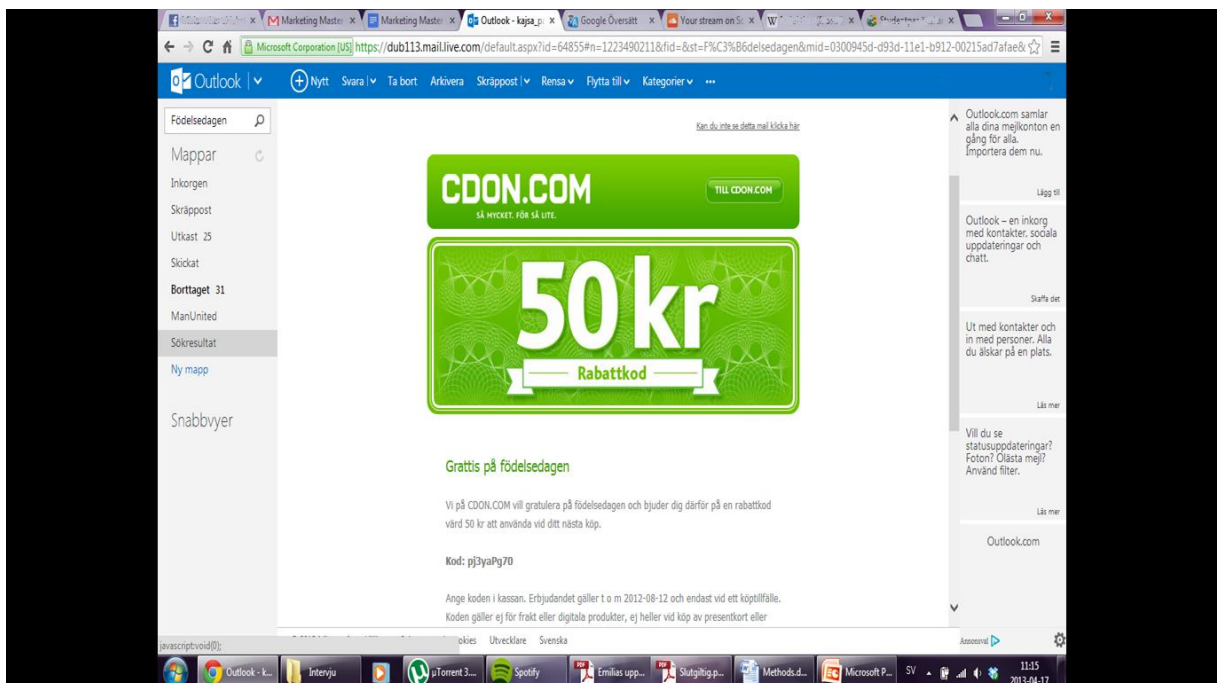 Marketing Master
Marketing Master
Outlook - kajsa_p
Google Översätt
Your stream on So
W
Microsoft Corporation [US] https://dub113.mail.live.com/default.aspx?id=64855#n=1223490211&fid=&st=F%C3%B6delsedagen&mid=0300945d-d93d-11e1-b912-00215ad7afae&
Outlook
Nytt Svara Ta bort Arkivera Skräppost Rensa Flytta till Kategorier ...
Födelsedagen
Mappar
Inkorgen
Skräppost
Utkast 25
Skickat
Borttaget 31
ManUnited
Sökresultat
Ny mapp
Snabbvyer
Kan du inte se detta mail klicka här
CDON.COM
SÅ MYCKET. FÖR SÅ LITE.
TILL CDON.COM
50 kr
Rabattkod
Grattis på födelsedagen
Vi på CDON.COM vill gratulera på födelsedagen och bjuder dig därför på en rabattkod
värd 50 kr att använda vid ditt nästa köp.
Kod: pj3yaPg70
Ange koden i kassan. Erbjudandet gäller t o m 2012-08-12 och endast vid ett köptillfälle.
Koden gäller ej för frakt eller digitala produkter, ej heller vid köp av presentkort eller
Outlook.com samlar
alla dina mejlkonton en
gång för alla.
Importera dem nu.
Lägg till
Outlook – en inkorg
med kontakter, sociala
uppdateringar och
chatt.
Skaffa det
Ut med kontakter och
in med personer. Alla
du älskar på en plats.
Läs mer
Vill du se
statusuppdateringar?
Foton? Olästa mejl?
Använd filter.
Läs mer
Outlook.com
Annonsval
javascript:void(0);
okies Utvecklare Svenska
Outlook - k...
Intervju
µTorrent 3....
Spotify
Emilias upp...
Slutgiltig.p...
Methods.d...
Microsoft P...
SV
11:15
2013-04-17